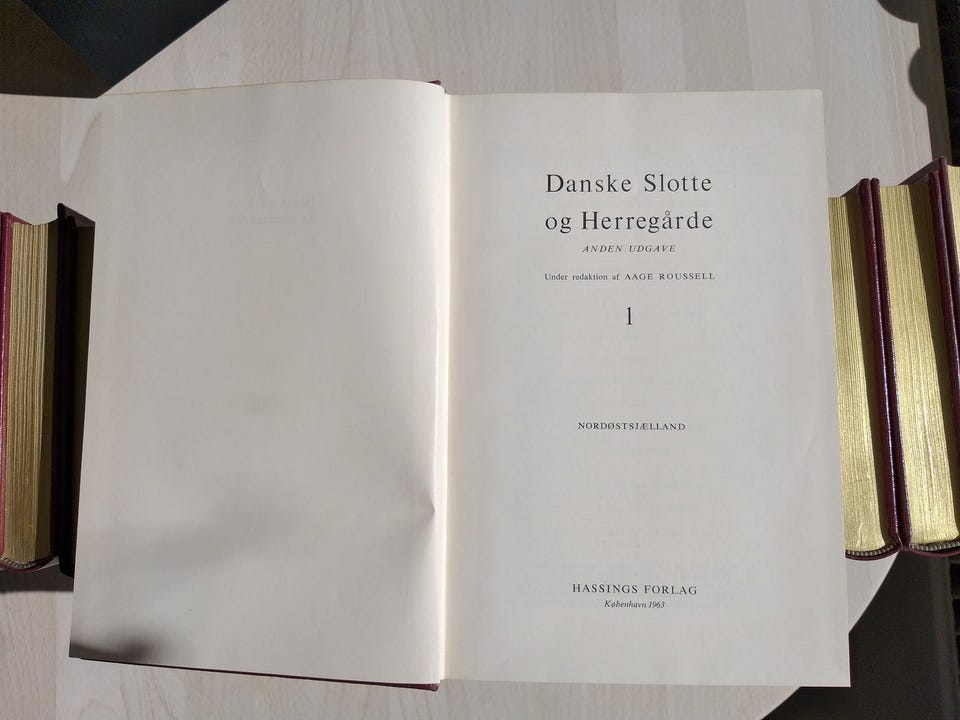 Danske Slotte
og Herregårde
ANDEN UDGAVE
Under redaktion af AAGE ROUSSELL
1
NORDØSTSJÆLLAND
HASSINGS FORLAG
København 1963